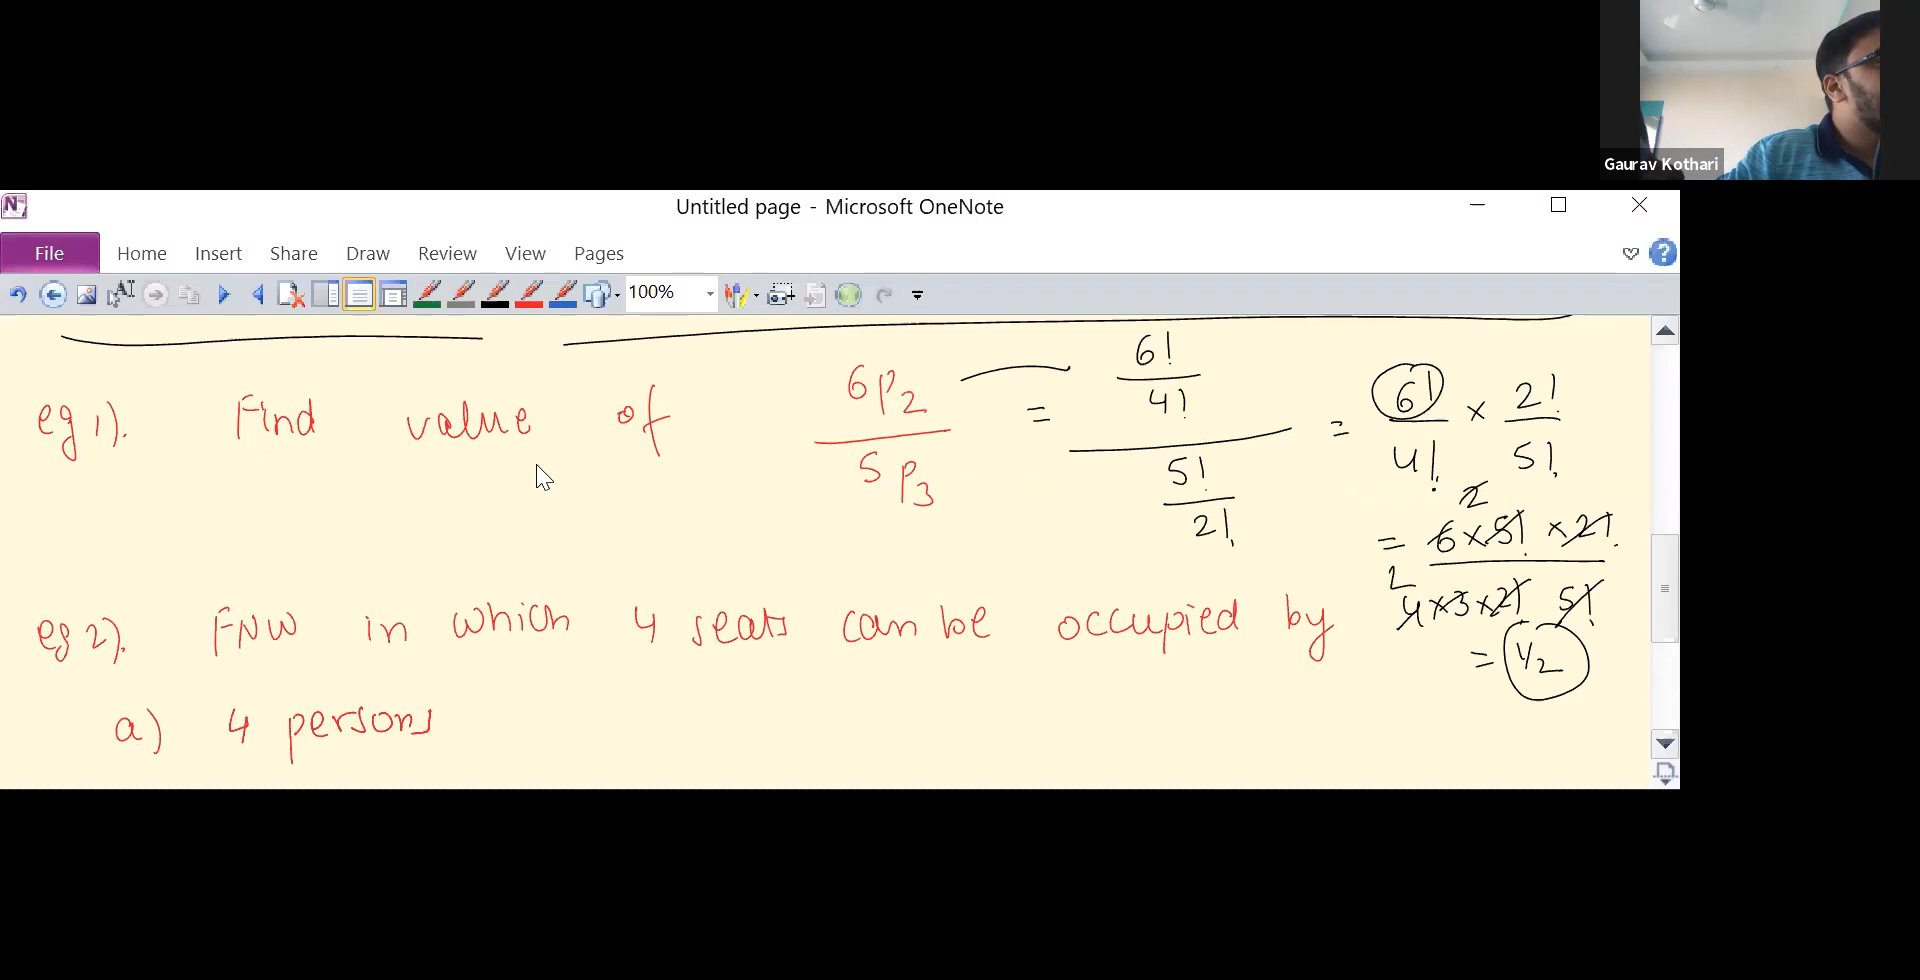 Gaurav Kothari
Untitled page - Microsoft OneNote
File Home Insert Share Draw Review View Pages
100%
eg 1). Find value of 6P2 / 5P3 = (6! / 4!) / (5! / 2!) = 6! / 4! × 2! / 5!
= 6 × 5! × 2! / 4 × 3 × 2! 5!
2
2
= 1/2
eg 2). FNW in which 4 seats can be occupied by
a) 4 persons